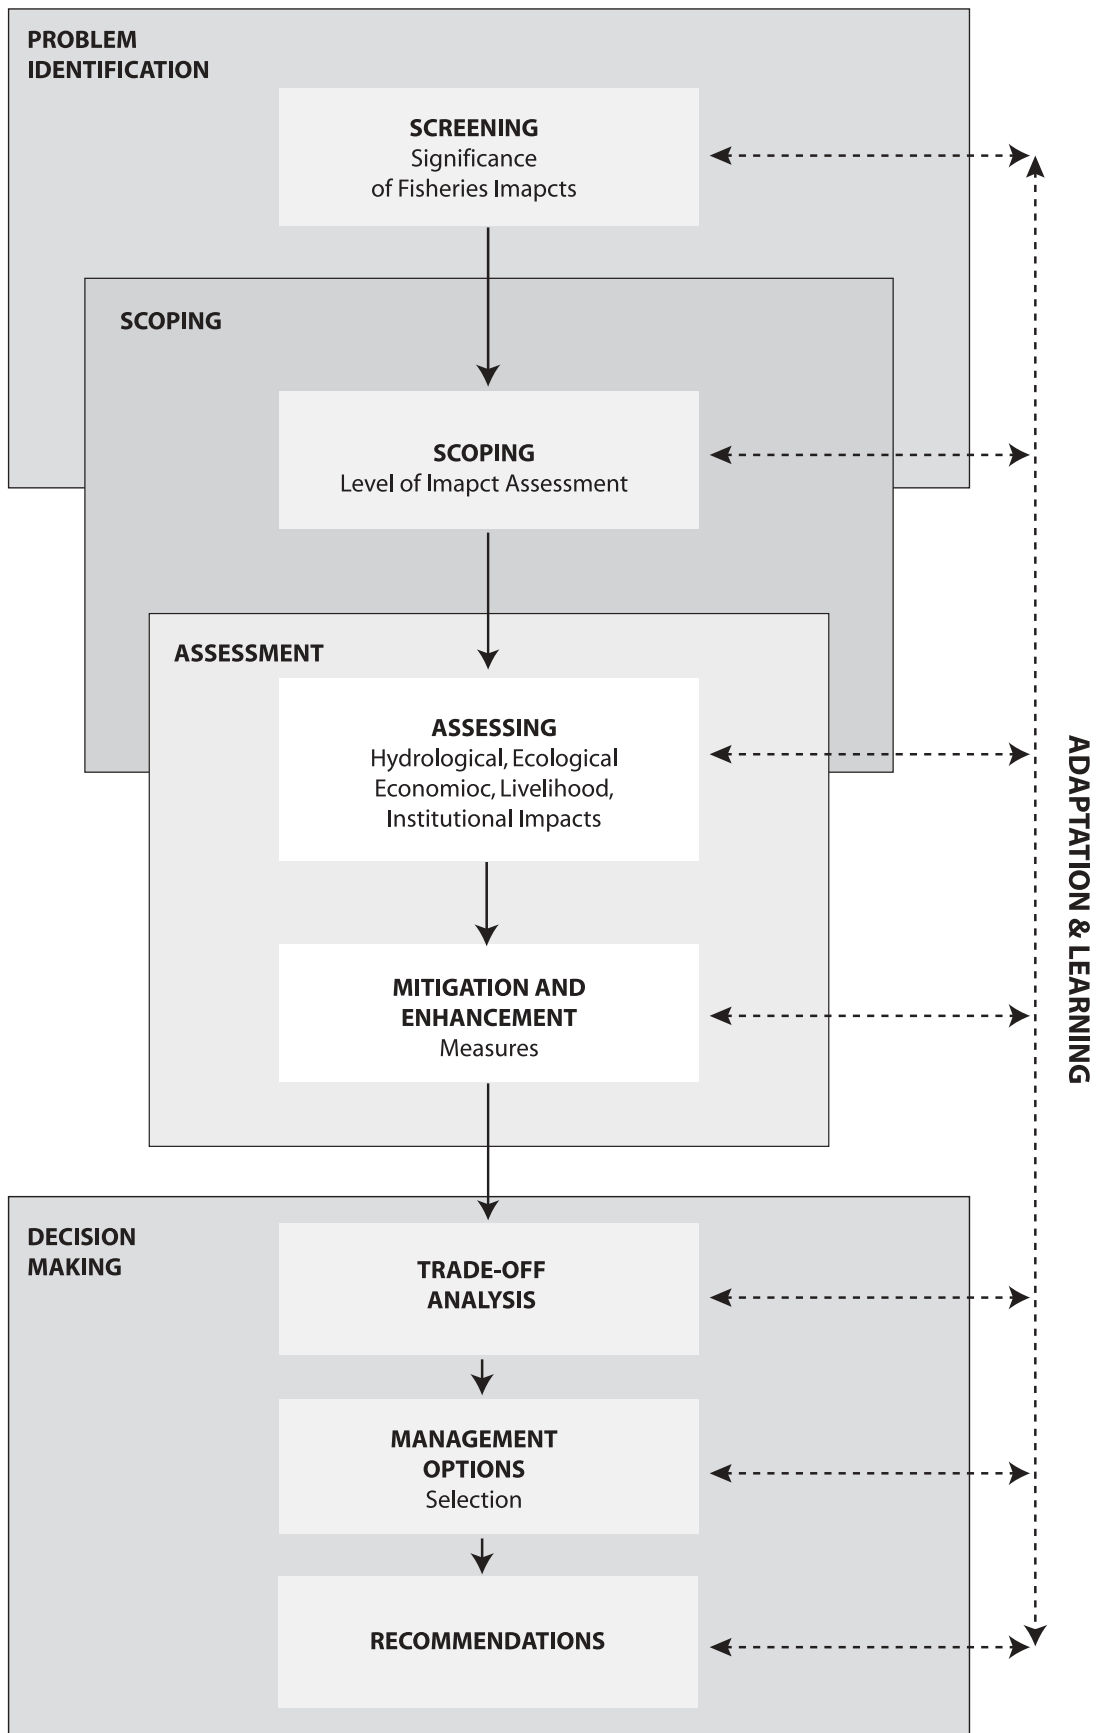 PROBLEM
IDENTIFICATION
SCREENING
Significance
of Fisheries Imapcts
SCOPING
SCOPING
Level of Imapct Assessment
ASSESSMENT
ASSESSING
Hydrological, Ecological
Economioc, Livelihood,
Institutional Impacts
MITIGATION AND
ENHANCEMENT
Measures
DECISION
MAKING
TRADE-OFF
ANALYSIS
MANAGEMENT
OPTIONS
Selection
RECOMMENDATIONS
ADAPTATION & LEARNING